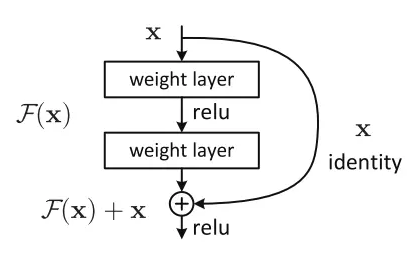 x
weight layer
relu
F(x)
x
weight layer
identity
F(x) + x
+
relu